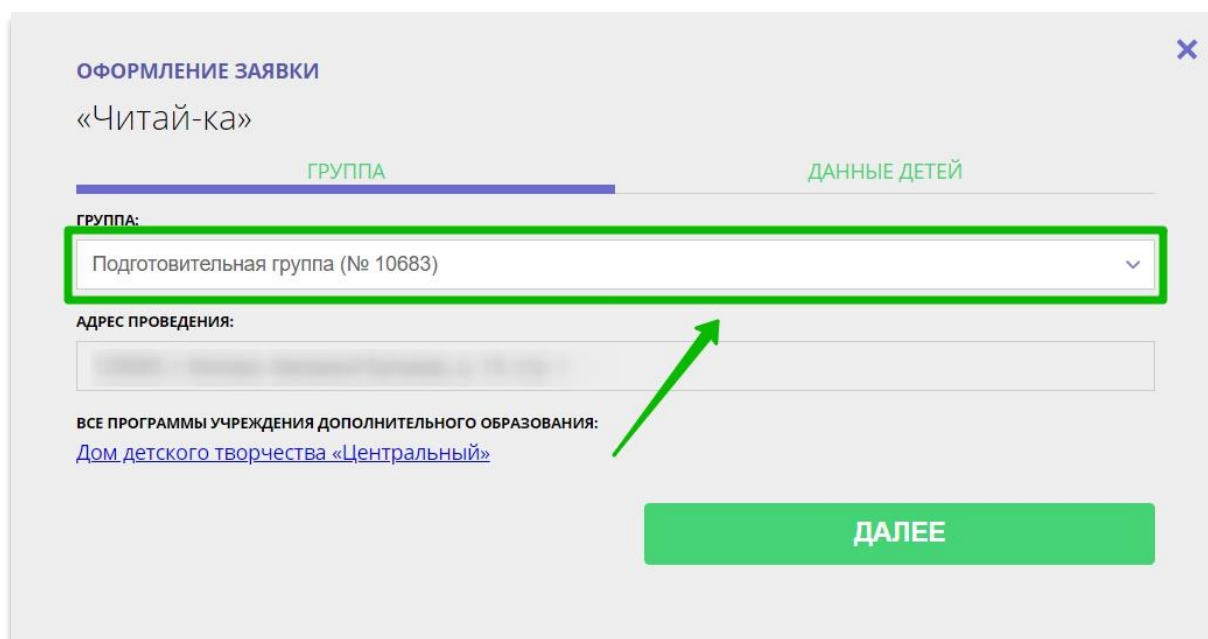 ОФОРМЛЕНИЕ ЗАЯВКИ
«Читай-ка»
ГРУППА
ДАННЫЕ ДЕТЕЙ
ГРУППА:
Подготовительная группа (№ 10683)
АДРЕС ПРОВЕДЕНИЯ:
ВСЕ ПРОГРАММЫ УЧРЕЖДЕНИЯ ДОПОЛНИТЕЛЬНОГО ОБРАЗОВАНИЯ:
Дом детского творчества «Центральный»
ДАЛЕЕ